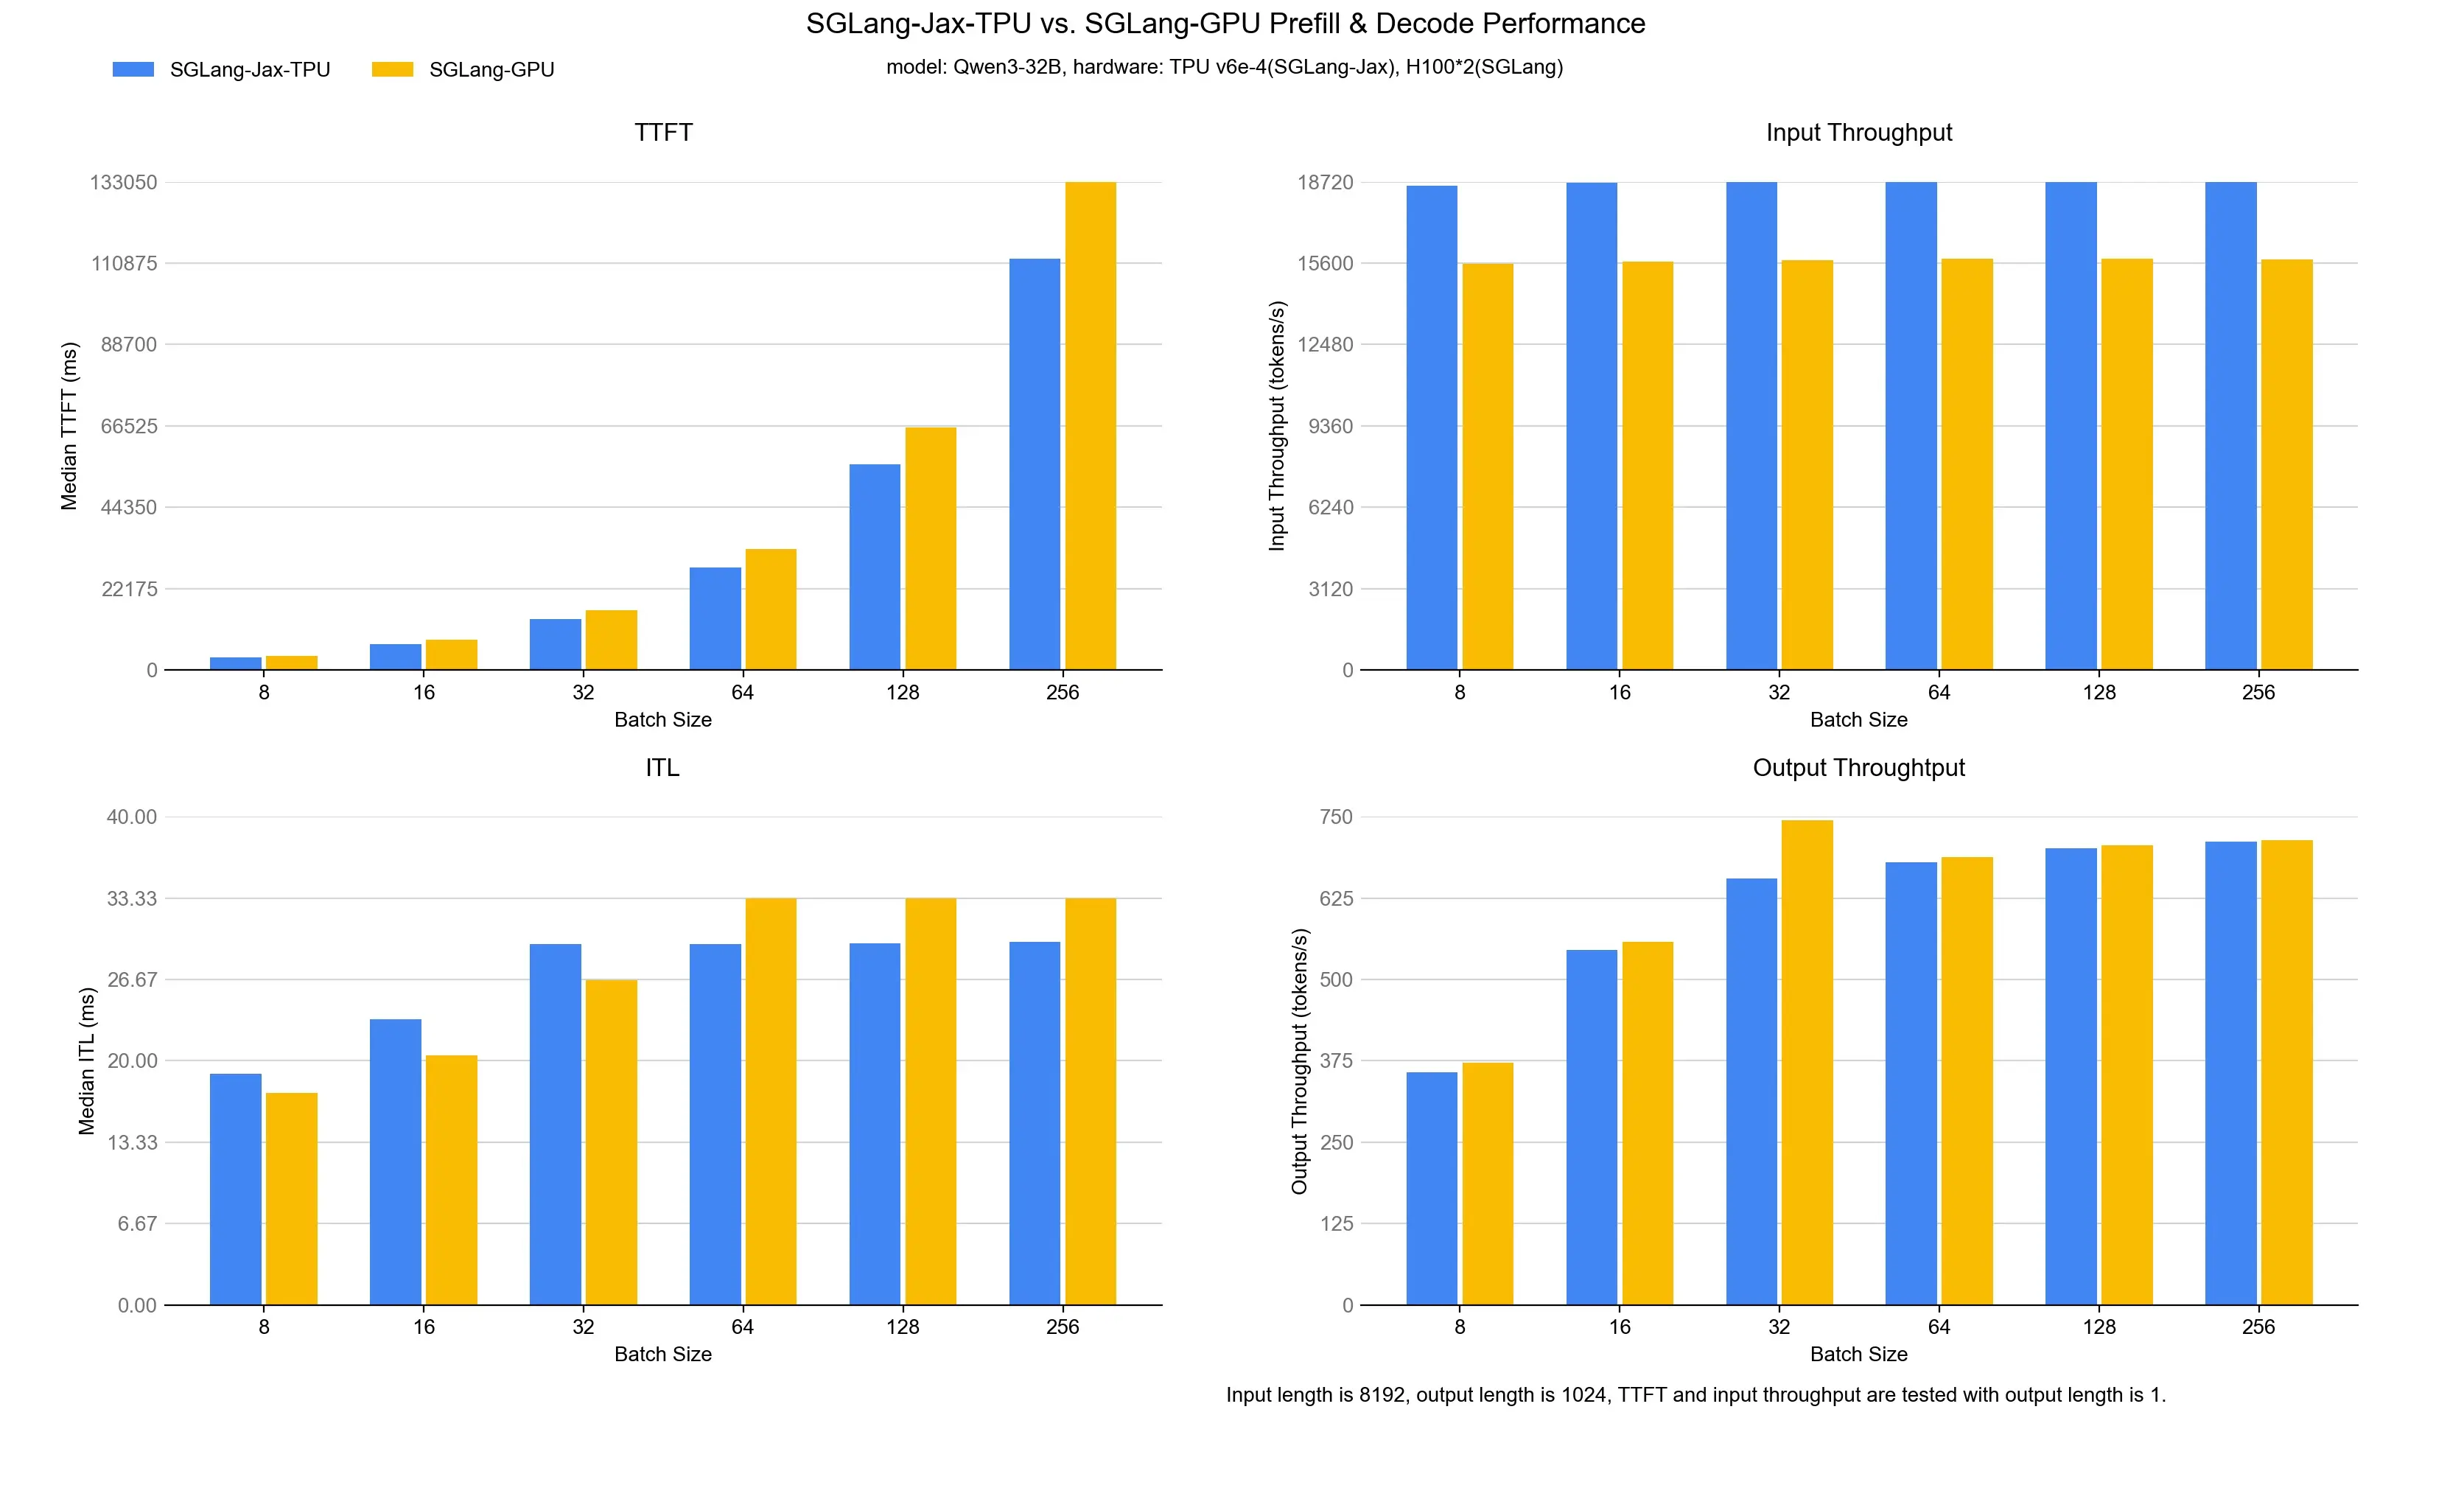 SGLang-Jax-TPU vs. SGLang-GPU Prefill & Decode Performance
SGLang-Jax-TPU SGLang-GPU
model: Qwen3-32B, hardware: TPU v6e-4(SGLang-Jax), H100*2(SGLang)
TTFT
Median TTFT (ms)
133050
110875
88700
66525
44350
22175
0
8 16 32 64 128 256
Batch Size
Input Throughput
Input Throughput (tokens/s)
18720
15600
12480
9360
6240
3120
0
8 16 32 64 128 256
Batch Size
ITL
Median ITL (ms)
40.00
33.33
26.67
20.00
13.33
6.67
0.00
8 16 32 64 128 256
Batch Size
Output Throughtput
Output Throughput (tokens/s)
750
625
500
375
250
125
0
8 16 32 64 128 256
Batch Size
Input length is 8192, output length is 1024, TTFT and input throughput are tested with output length is 1.